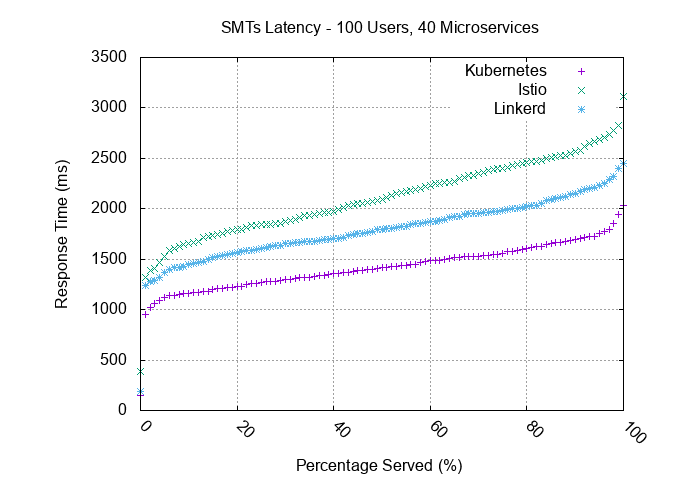 SMTs Latency - 100 Users, 40 Microservices
3500
3000
2500
2000
1500
1000
500
0
Response Time (ms)
Kubernetes
Istio
Linkerd
0
20
40
60
80
100
Percentage Served (%)